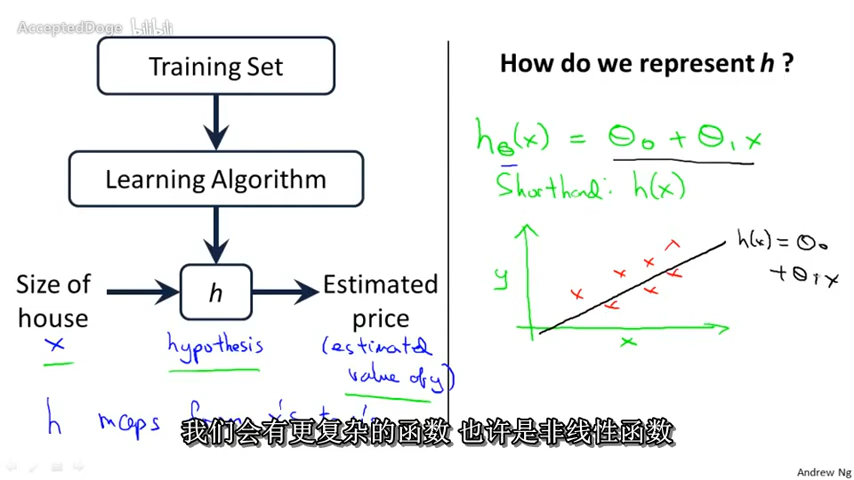 AcceptedDoge bilibili
Training Set
Learning Algorithm
Size of house
h
Estimated price
x
hypothesis
(estimated value of y)
h maps from x's to y's
How do we represent h ?
hθ(x) = θ₀ + θ₁x
Shorthand: h(x)
y
x
h(x) = θ₀
+ θ₁x
我们会有更复杂的函数 也许是非线性函数
Andrew Ng